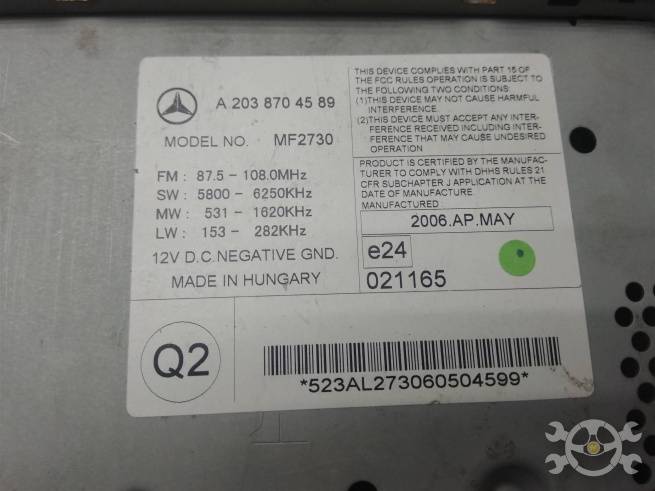 A 203 870 45 89
MODEL NO. MF2730
FM : 87.5 - 108.0MHz
SW : 5800 - 6250KHz
MW : 531 - 1620KHz
LW : 153 - 282KHz
12V D.C.NEGATIVE GND.
MADE IN HUNGARY
THIS DEVICE COMPLIES WITH PART 15 OF
THE FCC RULES OPERATION IS SUBJECT TO
THE FOLLOWING TWO CONDITIONS:
(1)THIS DEVICE MAY NOT CAUSE HARMFUL
INTERFERENCE.
(2)THIS DEVICE MUST ACCEPT ANY INTER-
FERENCE RECEIVED INCLUDING INTER-
FERENCE THAT MAY CAUSE UNDESIRED
OPERATION
PRODUCT IS CERTIFIED BY THE MANUFAC-
TURER TO COMPLY WITH DHHS RULES 21
CFR SUBCHAPTER J APPLICATION AT THE
DATE OF MANUFACTURE.
MANUFACTURED
2006.AP.MAY
e24
021165
Q2
*523AL273060504599*